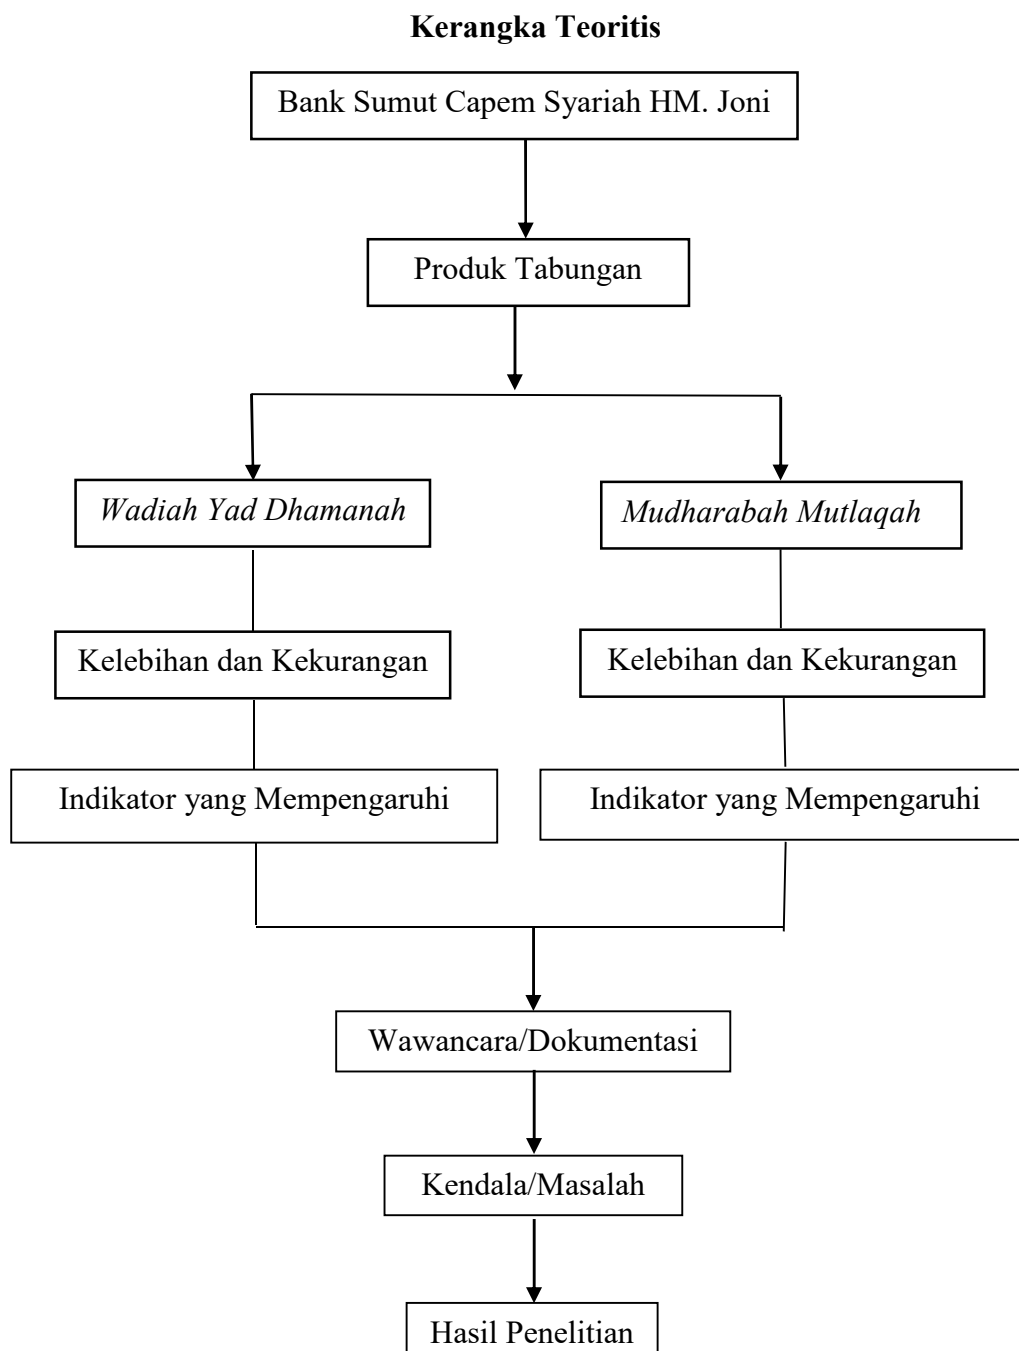 Kerangka Teoritis
Bank Sumut Capem Syariah HM. Joni
Produk Tabungan
Wadiah Yad Dhamanah
Mudharabah Mutlaqah
Kelebihan dan Kekurangan
Kelebihan dan Kekurangan
Indikator yang Mempengaruhi
Indikator yang Mempengaruhi
Wawancara/Dokumentasi
Kendala/Masalah
Hasil Penelitian